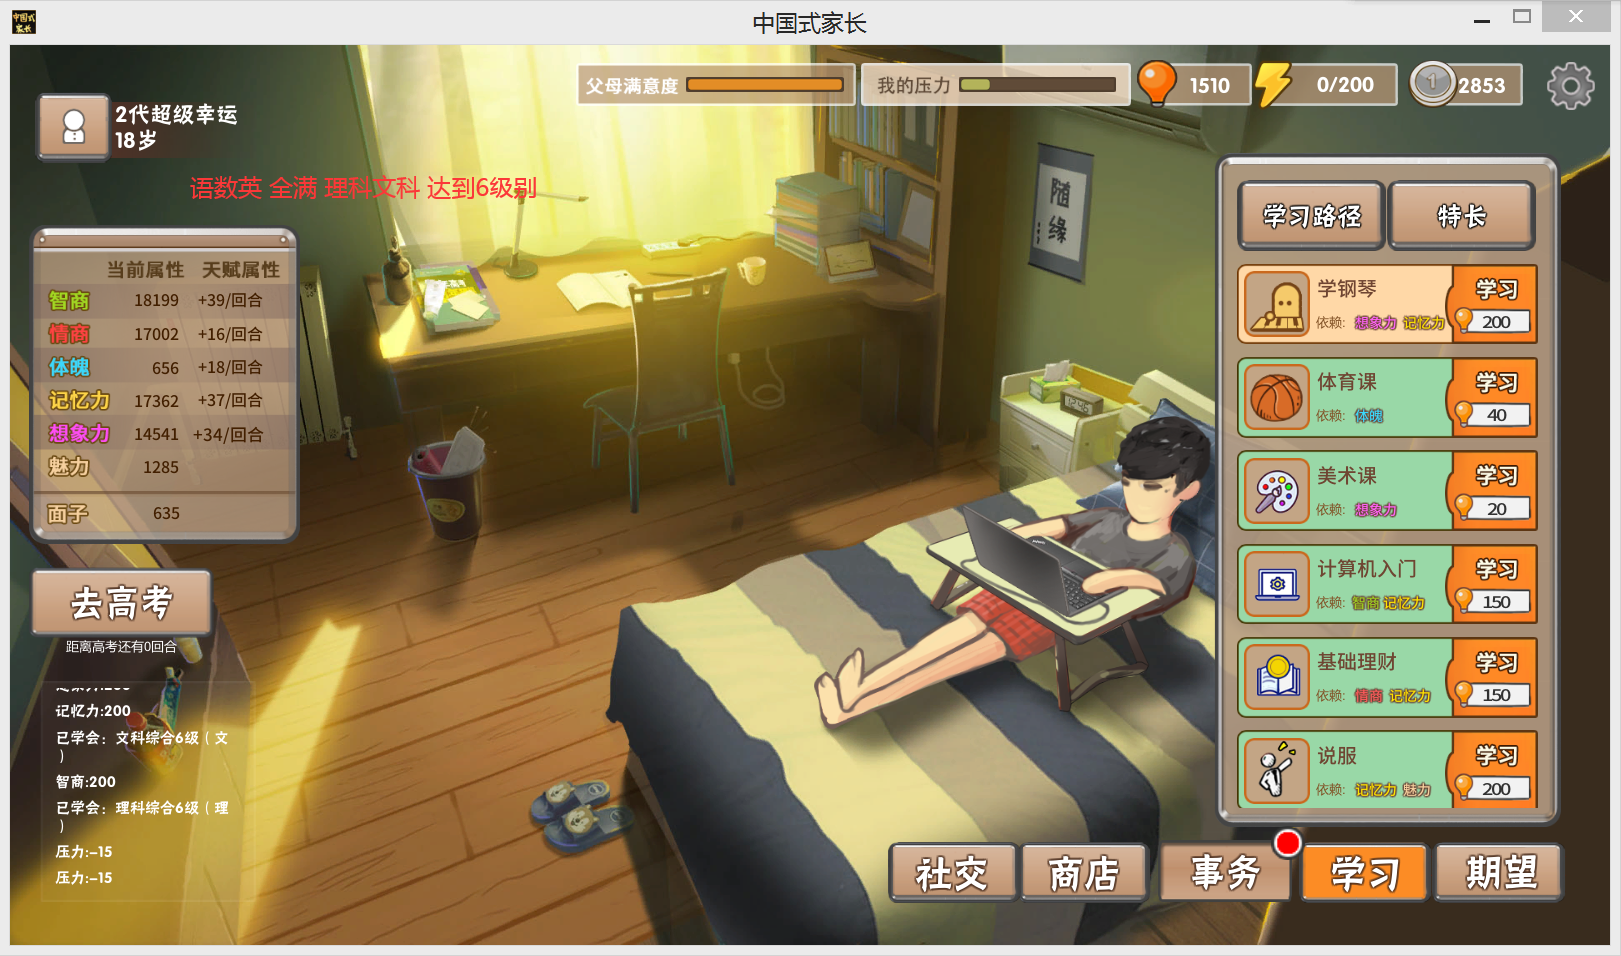 中国式家长
中国式
家长
父母满意度
我的压力
1510
0/200
1
2853
2代超级幸运
18岁
语数英 全满 理科文科 达到6级别
当前属性 天赋属性
智商 18199 +39/回合
情商 17002 +16/回合
体魄 656 +18/回合
记忆力 17362 +37/回合
想象力 14541 +34/回合
魅力 1285
面子 635
去高考
距离高考还有0回合
记忆力:200
已学会：文科综合6级（文
）
智商:200
已学会：理科综合6级（理
）
压力:-15
压力:-15
随缘
12:46
学习路径 特长
学钢琴 学习
依赖: 想象力 记忆力 200
体育课 学习
依赖: 体魄 40
美术课 学习
依赖: 想象力 20
计算机入门 学习
依赖: 智商 记忆力 150
基础理财 学习
依赖: 情商 记忆力 150
说服 学习
依赖: 记忆力 魅力 200
社交 商店 事务 学习 期望